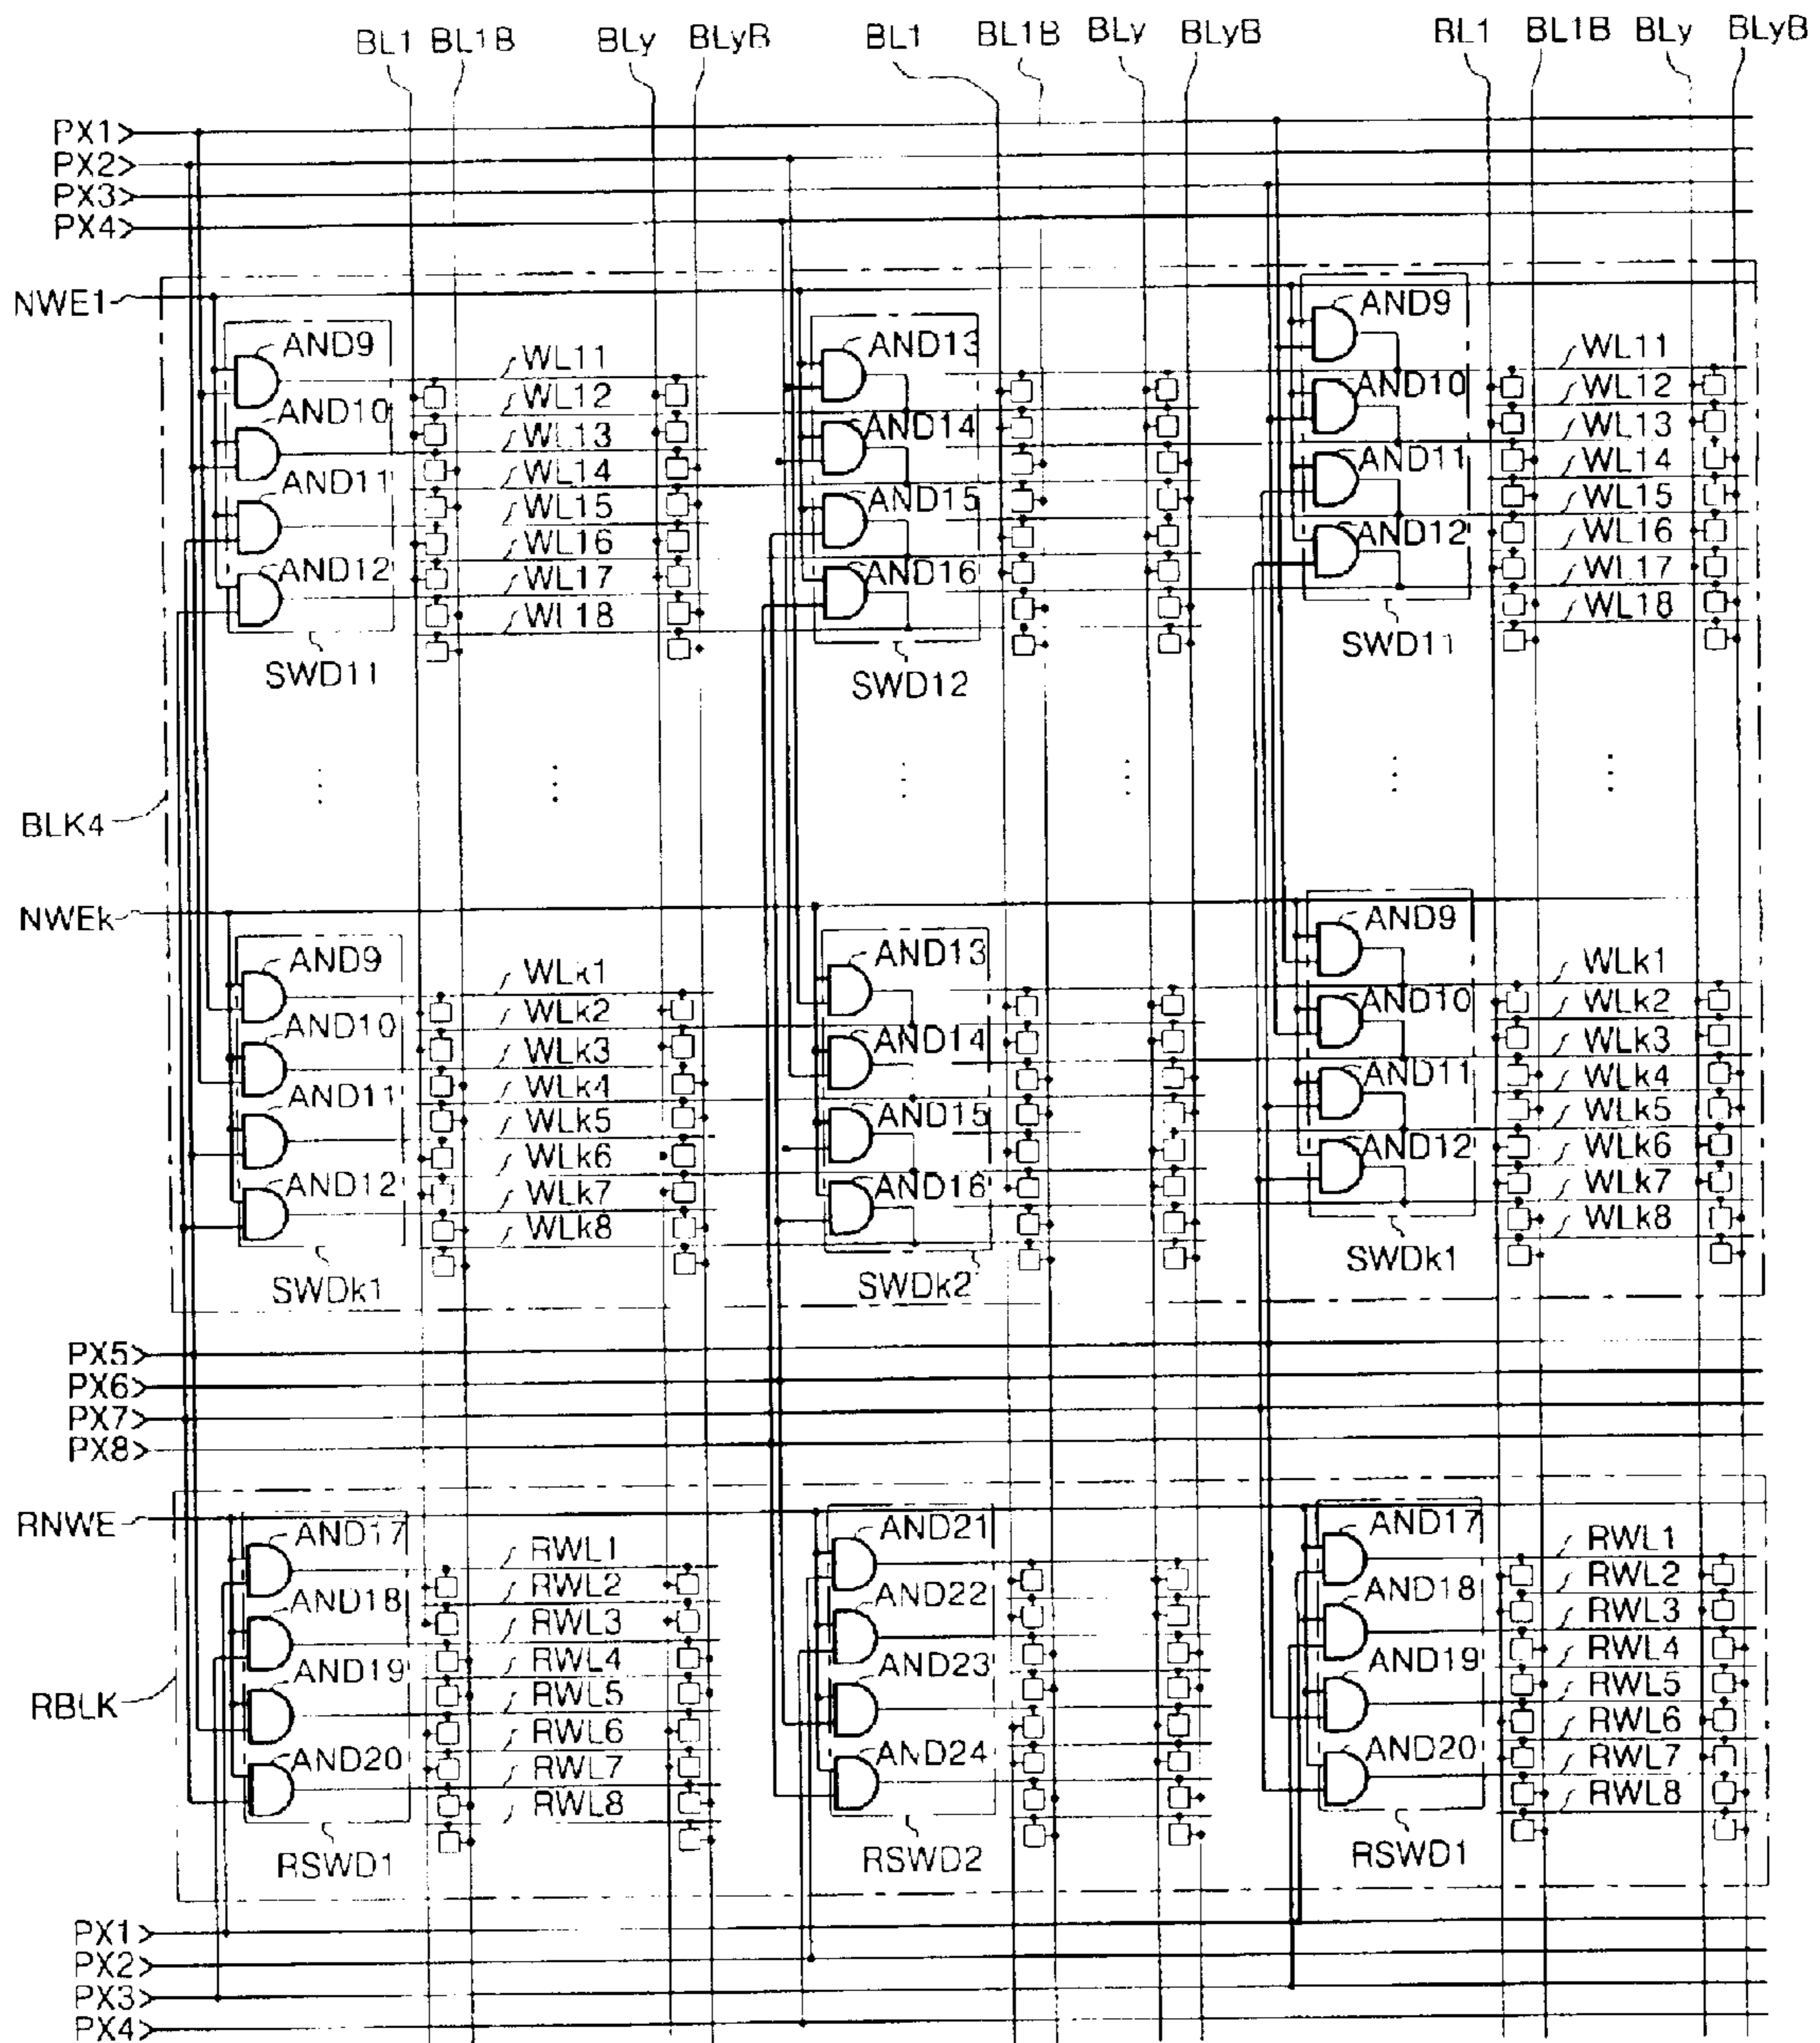 BL1 BL1B BLy BLyB BL1 BL1B BLy BLyB BL1 BL1B BLy BLyB
PX1
PX2
PX3
PX4
NWE1
AND9 AND13 AND9
WL11 WL11
AND10 WL12 AND14 AND10 WL12
WL13 WL13
AND11 WL14 AND15 AND11 WL14
WL15 WL15
AND12 WL16 AND16 AND12 WL16
WL17 WL17
WL18 WL18
SWD11 SWD12 SWD11
BLK4
NWEk
AND9 AND13 AND9
WLk1 WLk1
AND10 WLk2 AND14 AND10 WLk2
WLk3 WLk3
AND11 WLk4 AND15 AND11 WLk4
WLk5 WLk5
AND12 WLk6 AND16 AND12 WLk6
WLk7 WLk7
WLk8 WLk8
SWDk1 SWDk2 SWDk1
PX5
PX6
PX7
PX8
RNWE
AND17 AND21 AND17
RWL1 RWL1
AND18 RWL2 AND22 AND18 RWL2
RWL3 RWL3
AND19 RWL4 AND23 AND19 RWL4
RBLK RWL5 RWL5
AND20 RWL6 AND24 AND20 RWL6
RWL7 RWL7
RWL8 RWL8
RSWD1 RSWD2 RSWD1
PX1
PX2
PX3
PX4